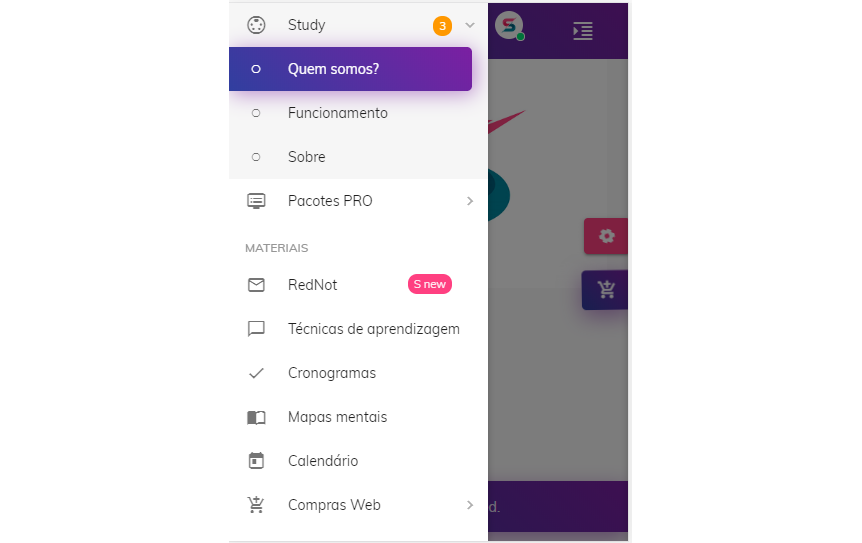 Study 3
Quem somos?
Funcionamento
Sobre
Pacotes PRO
MATERIAIS
RedNot S new
Técnicas de aprendizagem
Cronogramas
Mapas mentais
Calendário
Compras Web
d.